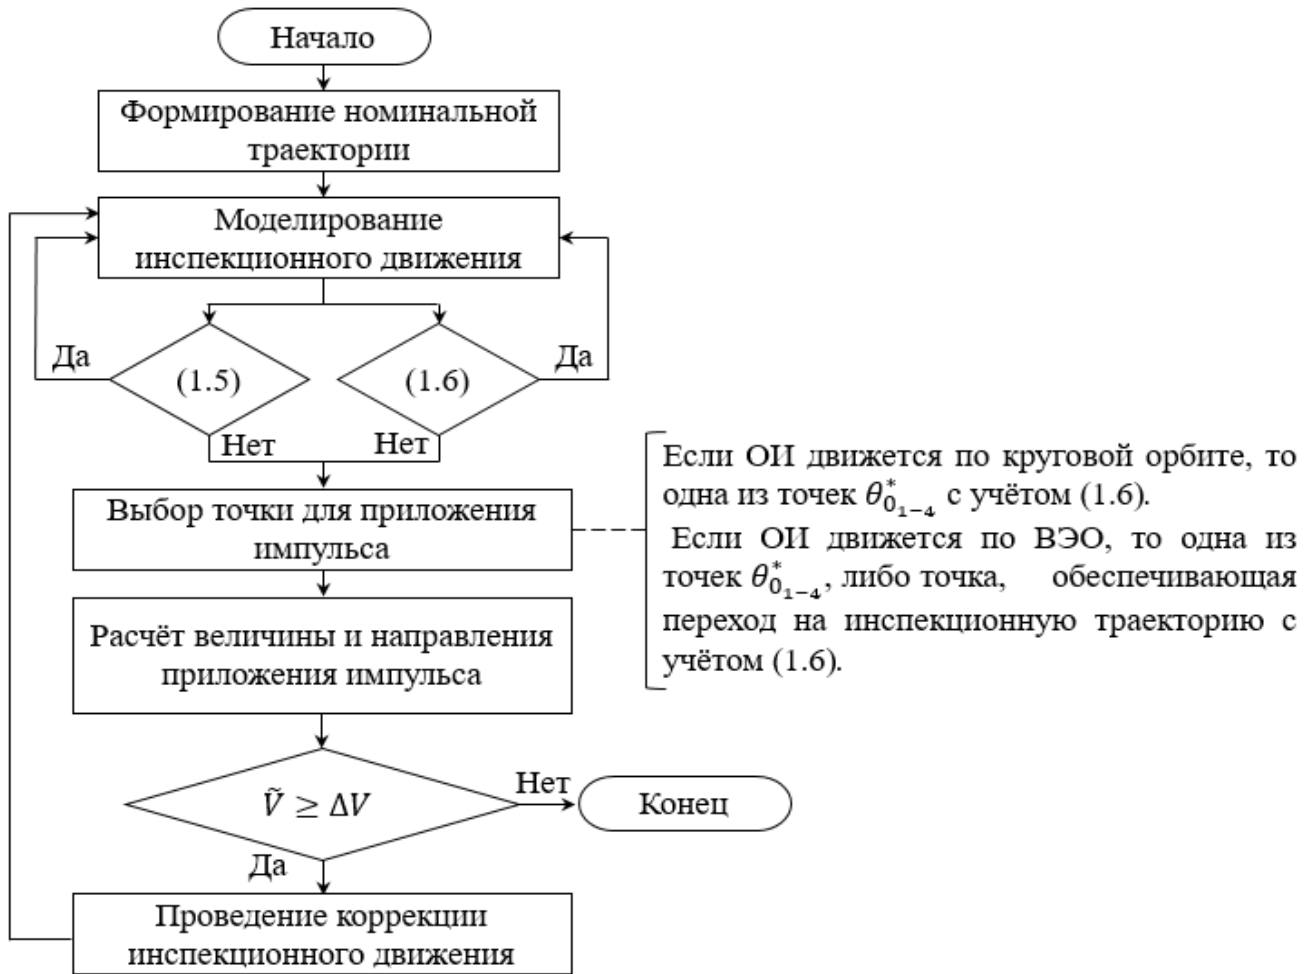 Начало
Формирование номинальной
траектории
Моделирование
инспекционного движения
Да
(1.5)
(1.6)
Да
Нет
Нет
Выбор точки для приложения
импульса
Если ОИ движется по круговой орбите, то
одна из точек θ*₀₁₋₄ с учётом (1.6).
Если ОИ движется по ВЭО, то одна из
точек θ*₀₁₋₄, либо точка, обеспечивающая
переход на инспекционную траекторию с
учётом (1.6).
Расчёт величины и направления
приложения импульса
Ṽ ≥ ΔV
Нет
Конец
Да
Проведение коррекции
инспекционного движения